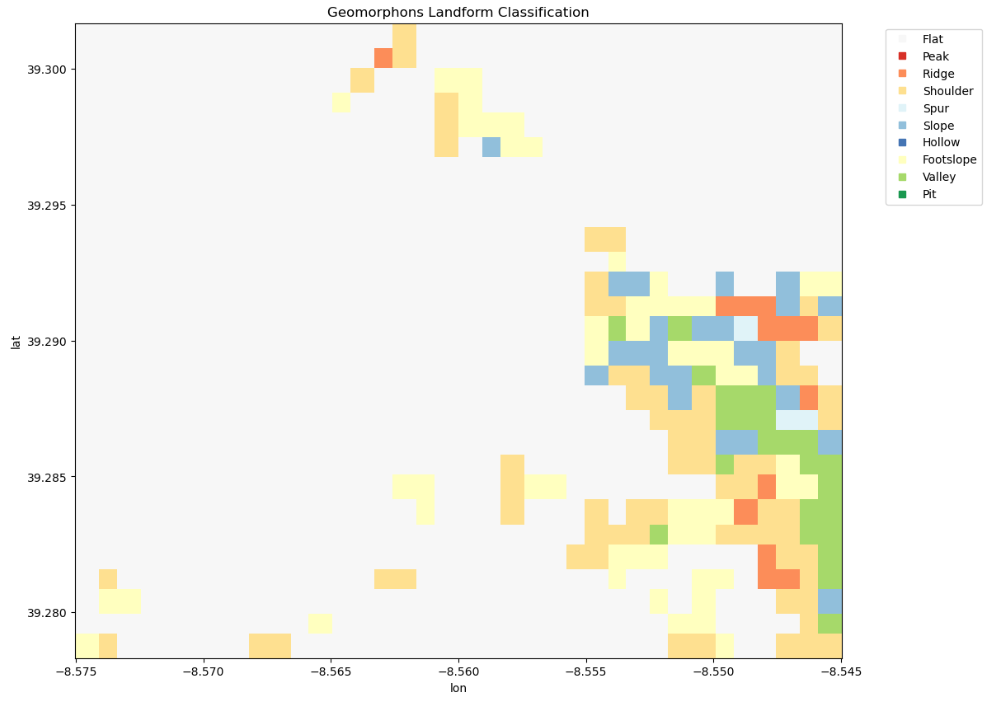 Geomorphons Landform Classification
Flat
Peak
Ridge
Shoulder
Spur
Slope
Hollow
Footslope
Valley
Pit
39.300
39.295
39.290
39.285
39.280
lat
−8.575 −8.570 −8.565 −8.560 −8.555 −8.550 −8.545
lon